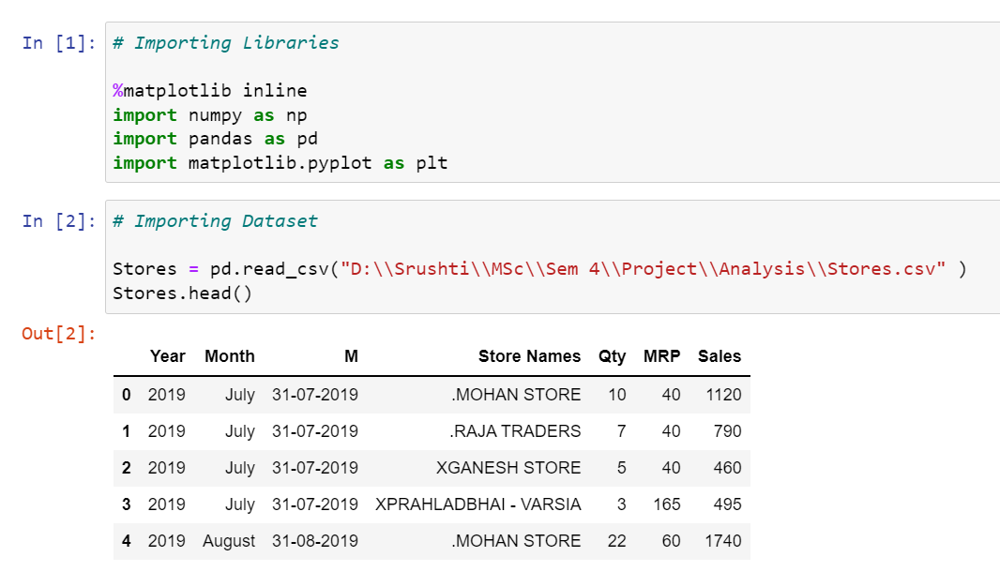 In [1]: # Importing Libraries
%matplotlib inline
import numpy as np
import pandas as pd
import matplotlib.pyplot as plt
In [2]: # Importing Dataset
Stores = pd.read_csv("D:\\Srushti\\MSc\\Sem 4\\Project\\Analysis\\Stores.csv" )
Stores.head()
Out[2]:
Year Month M Store Names Qty MRP Sales
0 2019 July 31-07-2019 .MOHAN STORE 10 40 1120
1 2019 July 31-07-2019 .RAJA TRADERS 7 40 790
2 2019 July 31-07-2019 XGANESH STORE 5 40 460
3 2019 July 31-07-2019 XPRAHLADBHAI - VARSIA 3 165 495
4 2019 August 31-08-2019 .MOHAN STORE 22 60 1740